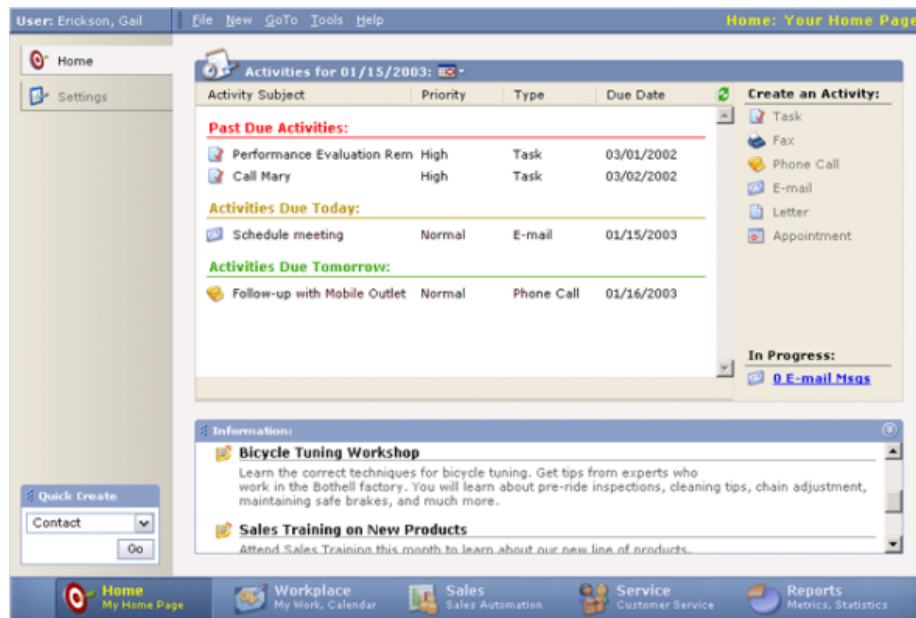 User: Erickson, Gail File New GoTo Tools Help Home: Your Home Page
Home
Settings
Activities for 01/15/2003:
Activity Subject Priority Type Due Date
Past Due Activities:
Performance Evaluation Rem High Task 03/01/2002
Call Mary High Task 03/02/2002
Activities Due Today:
Schedule meeting Normal E-mail 01/15/2003
Activities Due Tomorrow:
Follow-up with Mobile Outlet Normal Phone Call 01/16/2003
Create an Activity:
Task
Fax
Phone Call
E-mail
Letter
Appointment
In Progress:
0 E-mail Msgs
Information:
Bicycle Tuning Workshop
Learn the correct techniques for bicycle tuning. Get tips from experts who
work in the Bothell factory. You will learn about pre-ride inspections, cleaning tips, chain adjustment,
maintaining safe brakes, and much more.
Sales Training on New Products
Attend Sales Training this month to learn about our new line of products.
Quick Create
Contact
Go
Home
My Home Page
Workplace
My Work, Calendar
Sales
Sales Automation
Service
Customer Service
Reports
Metrics, Statistics